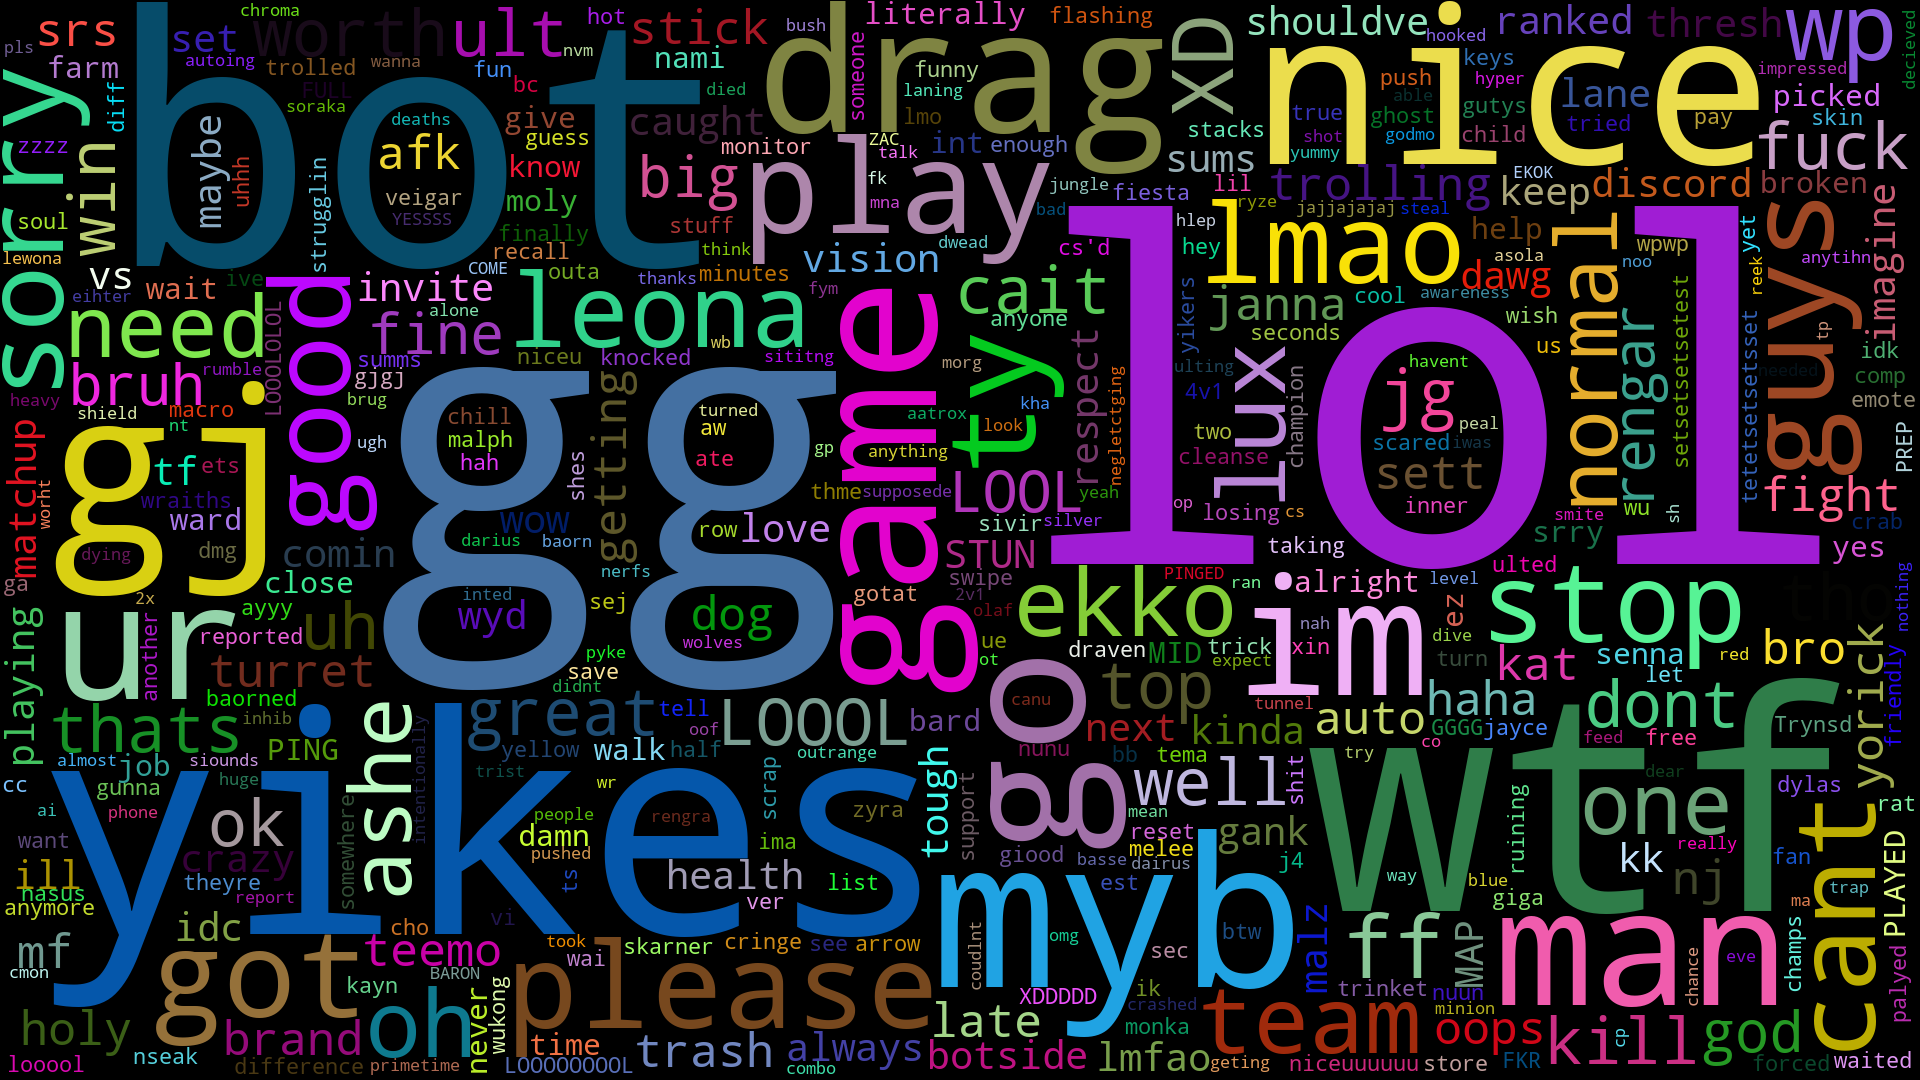 chroma
srs
set
worth
ult
hot
stick
literally
flashing
bush
drag
XD
shouldve
hooked
ranked
thresh
wp
decieved
pls
farm
autoing
trolled
wanna
nvm
nami
someone
funny
laning
nice
keys
hyper
impressed
sorry
diff
FULL
soraka
fun
bc
died
lmo
push
able
ghost
gutys
lane
picked
skin
bot
maybe
uhhh
deaths
afk
give
caught
guess
stacks
true
shot
godmo
child
tried
pay
zzzz
win
veigar
YESSSS
know
big
monitor
play
ZAC
talk
int
enough
sums
yummy
fuck
strugglin
moly
fk
mna
jungle
fiesta
lil
trolling
EKOK
keep
discord
broken
soul
finally
stuff
bad
ryze
jajjajajaj
steal
lewona
vs
wait
ive
recall
think
dwead
vision
cs'd
hlep
hey
lmao
help
normal
wpwp
yet
guys
imagine
anytihn
eihter
good
invite
COME
outa
thanks
minutes
fym
cait
asola
dawg
noo
reek
need
alone
leona
game
anyone
yikers
janna
cool
awareness
wish
rengar
setsetsetsetest
tetetsetsetsset
tp
idk
bruh
rumble
LOOOLOLOL
fine
summs
niceu
knocked
wb
sititng
morg
ty
respect
ulting
seconds
us
needed
comp
heavy
gj
shield
macro
nt
gjgj
brug
gg
getting
turned
aw
aatrox
kha
look
negletctging
4v1
lux
champion
havent
jg
peal
lol
emote
matchup
worht
tf
ets
ugh
chill
malph
hah
shes
ate
gp
anything
two
cleanse
scared
iwas
sett
inner
PREP
wraiths
ward
dmg
wow
row
love
thme
supposede
LOOL
yeah
op
losing
cs
smite
wu
sh
fight
crab
dying
comin
darius
baorn
nerfs
STUN
sivir
silver
taking
ulted
srry
yes
ga
close
2x
inted
wyd
sej
dog
wolves
gotat
swipe
2v1
olaf
ekko
PINGED
ran
alright
level
ez
stop
tho
nothing
playing
ur
ayyy
reported
uh
another
turret
baorned
pyke
save
didnt
ue
ot
go
canu
draven
MID
trick
expect
nah
xin
im
dive
turn
kat
senna
let
red
bro
yorick
friendly
thats
inhib
PING
siounds
ashe
great
tell
oof
LOOOL
bard
nunu
top
next
tunnel
kinda
auto
haha
GGGG
jayce
dont
feed
free
Trynsd
almost
job
gunna
huge
intentionally
yellow
trist
walk
half
outrange
tough
support
bb
tema
well
shit
try
co
wtf
one
dear
dylas
cc
ai
phone
yikes
wr
scrap
zyra
mean
gank
ruining
rat
want
ok
somewhere
people
damn
pushed
rengra
ima
giood
reset
melee
basse
dairus
j4
kk
really
fan
cant
PLAYED
ill
nasus
crazy
theyre
report
ts
health
ver
list
myb
est
way
blue
giga
nj
trap
ma
anymore
idc
cho
vi
took
wai
skarner
cringe
see
arrow
coudlnt
omg
sec
btw
malz
ff
MAP
man
chance
eve
champs
palyed
mf
cmon
got
teemo
kayn
BARON
wukong
please
XDDDDD
ik
crashed
trinket
nuun
minion
holy
brand
oh
never
time
late
monka
team
oops
kill
cp
god
looool
nseak
difference
primetime
LOOOOOOOOL
trash
always
combo
botside
lmfao
geting
niceuuuuuu
store
FKR
forced
waited